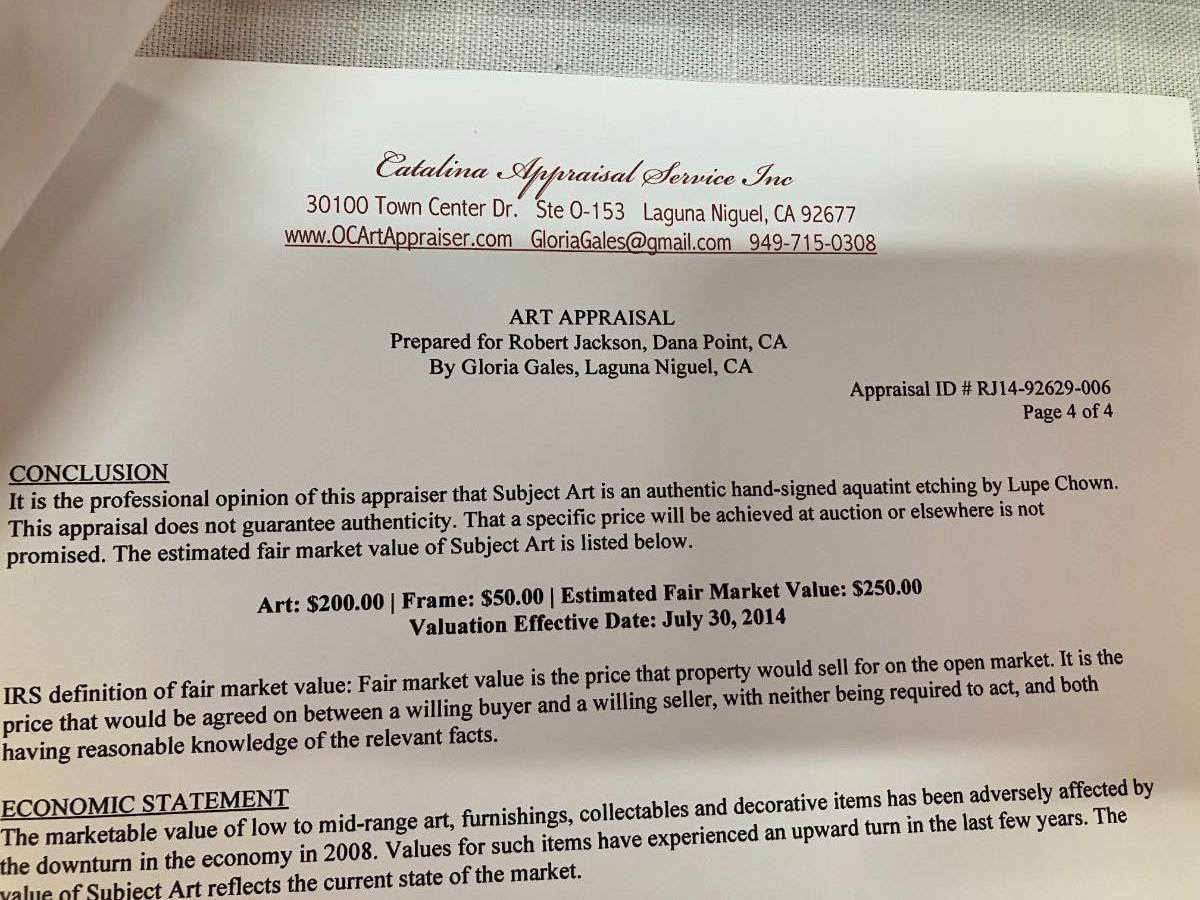 Catalina Appraisal Service Inc
30100 Town Center Dr. Ste O-153 Laguna Niguel, CA 92677
www.OCArtAppraiser.com GloriaGales@gmail.com 949-715-0308
ART APPRAISAL
Prepared for Robert Jackson, Dana Point, CA
By Gloria Gales, Laguna Niguel, CA
Appraisal ID # RJ14-92629-006
Page 4 of 4
CONCLUSION
It is the professional opinion of this appraiser that Subject Art is an authentic hand-signed aquatint etching by Lupe Chown.
This appraisal does not guarantee authenticity. That a specific price will be achieved at auction or elsewhere is not
promised. The estimated fair market value of Subject Art is listed below.
Art: $200.00 | Frame: $50.00 | Estimated Fair Market Value: $250.00
Valuation Effective Date: July 30, 2014
IRS definition of fair market value: Fair market value is the price that property would sell for on the open market. It is the
price that would be agreed on between a willing buyer and a willing seller, with neither being required to act, and both
having reasonable knowledge of the relevant facts.
ECONOMIC STATEMENT
The marketable value of low to mid-range art, furnishings, collectables and decorative items has been adversely affected by
the downturn in the economy in 2008. Values for such items have experienced an upward turn in the last few years. The
value of Subject Art reflects the current state of the market.